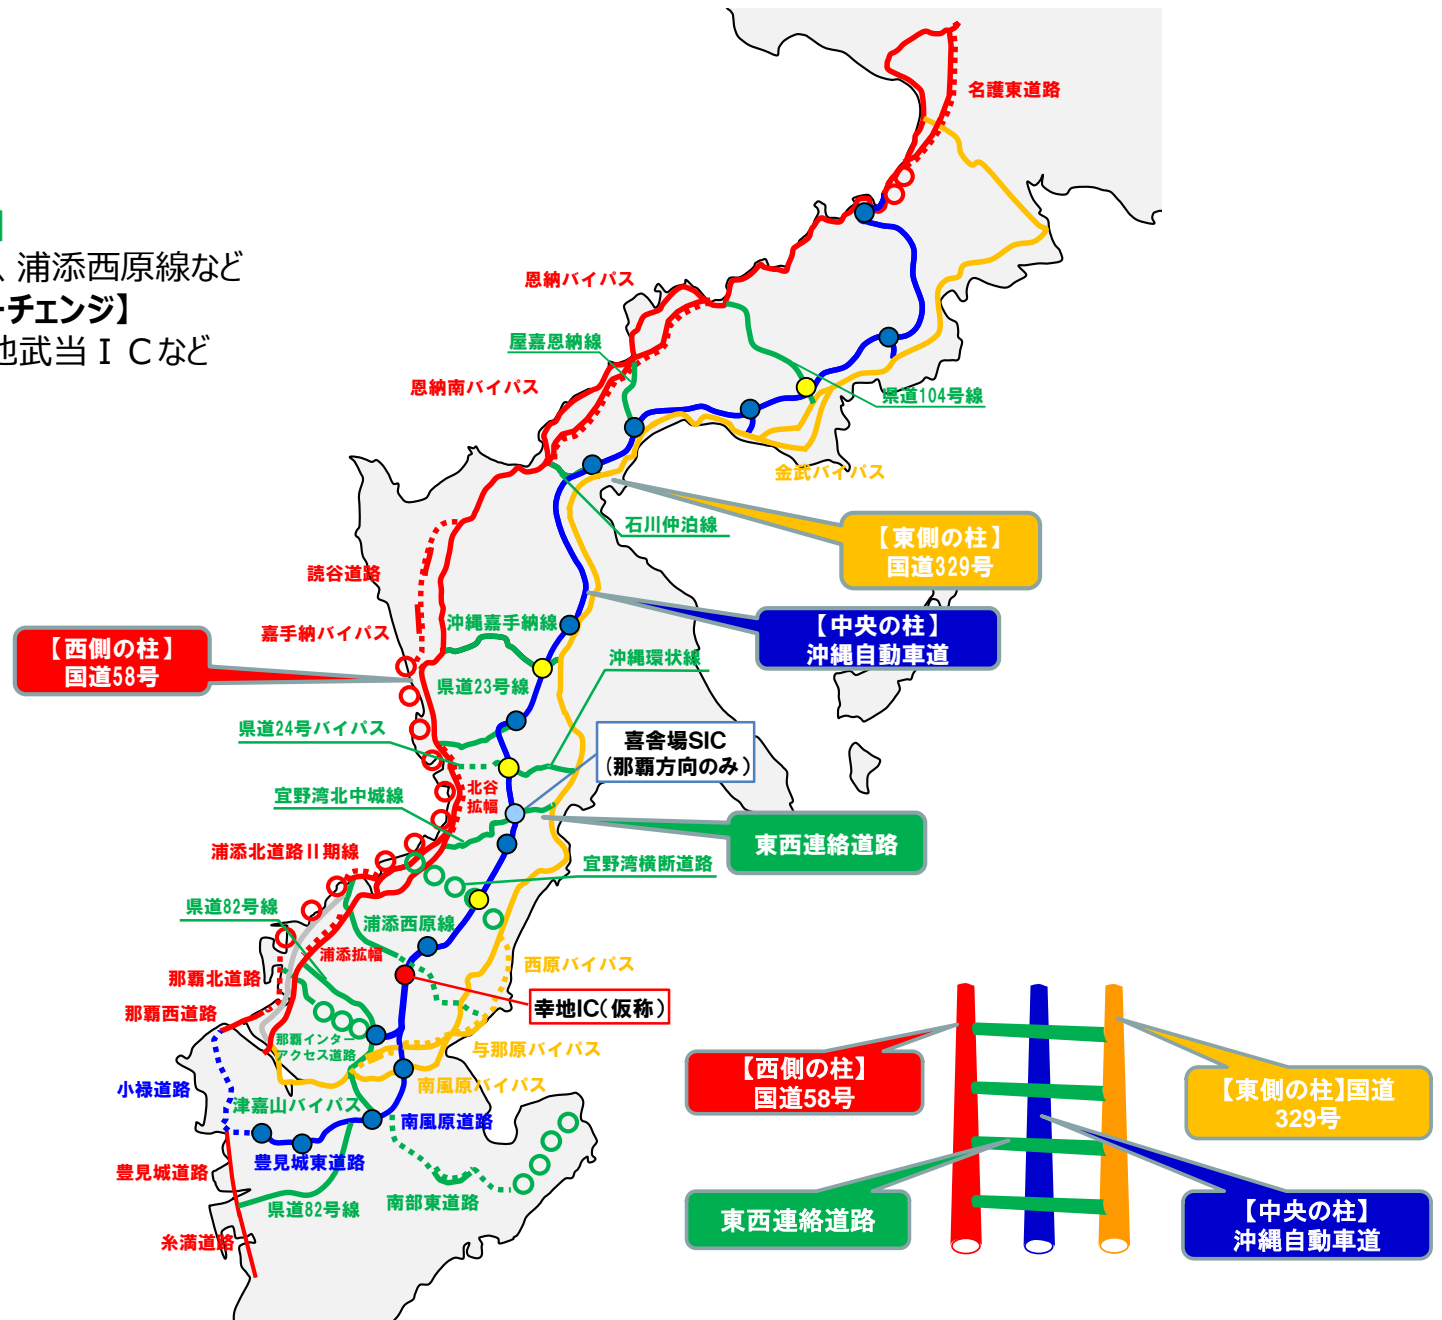 名護東道路
、浦添西原線など
ーチェンジ】
池武当ＩＣなど
恩納バイパス
屋嘉恩納線
恩納南バイパス
県道104号線
金武バイパス
石川仲泊線
【東側の柱】
国道329号
読谷道路
沖縄嘉手納線
嘉手納バイパス
【中央の柱】
沖縄自動車道
【西側の柱】
国道58号
沖縄環状線
県道23号線
県道24号バイパス
喜舎場SIC
(那覇方向のみ)
北谷
拡幅
宜野湾北中城線
東西連絡道路
浦添北道路Ⅱ期線
宜野湾横断道路
県道82号線
浦添西原線
浦添拡幅
西原バイパス
那覇北道路
幸地IC(仮称)
那覇西道路
那覇インター
アクセス道路
与那原バイパス
小禄道路
南風原バイパス
津嘉山バイパス
南風原道路
豊見城東道路
豊見城道路
県道82号線
南部東道路
糸満道路
【西側の柱】
国道58号
【東側の柱】国道
329号
東西連絡道路
【中央の柱】
沖縄自動車道